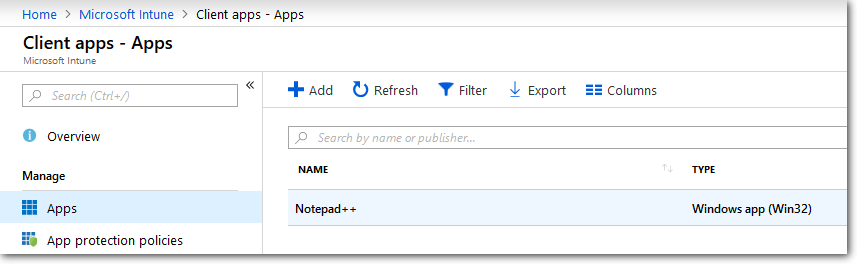 Home > Microsoft Intune > Client apps - Apps
Client apps - Apps
Microsoft Intune
Search (Ctrl+/)
«
Overview
Manage
Apps
App protection policies
Add Refresh Filter Export Columns
Search by name or publisher...
NAME TYPE
Notepad++ Windows app (Win32)